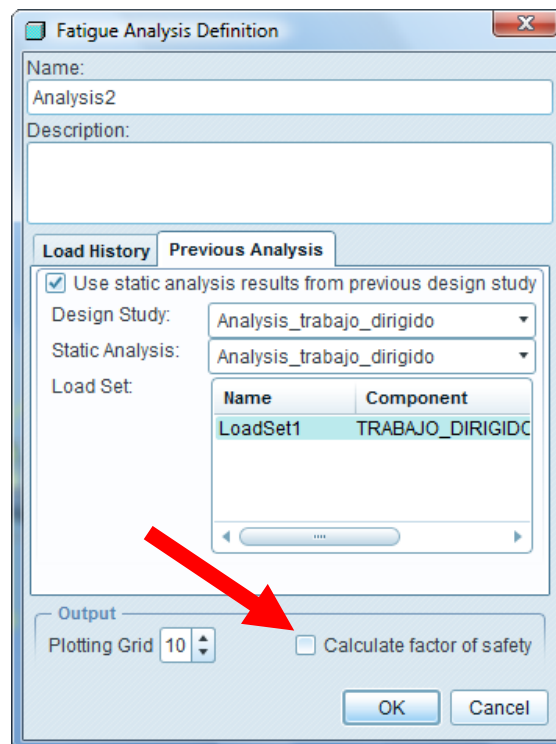 Fatigue Analysis Definition
Name:
Analysis2
Description:
Load History Previous Analysis
Use static analysis results from previous design study
Design Study: Analysis_trabajo_dirigido
Static Analysis: Analysis_trabajo_dirigido
Load Set:
Name Component
LoadSet1 TRABAJO_DIRIGIDO
Output
Plotting Grid 10 Calculate factor of safety
OK Cancel